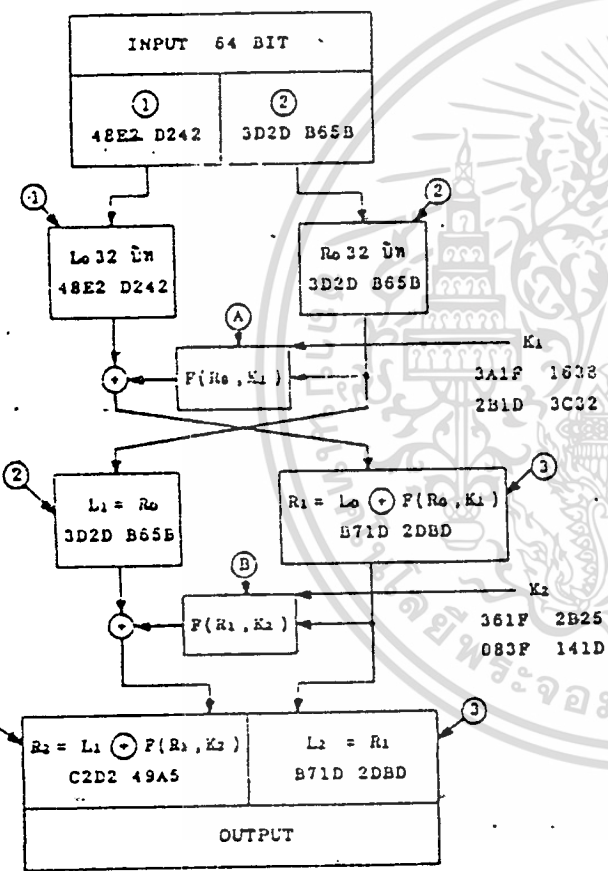 INPUT 64 BIT
① ②
48E2 D242 3D2D B65B
① ②
L₀ 32 บิท R₀ 32 บิท
48E2 D242 3D2D B65B
Ⓐ
K₁
F(R₀,K₁)
3A1F 1638
2B1D 3C32
② ③
L₁ = R₀ R₁ = L₀ ⊕ F(R₀,K₁)
3D2D B65B B71D 2DBD
Ⓑ
K₂
F(R₁,K₂)
361F 2B25
083F 141D
③
R₂ = L₁ ⊕ F(R₁,K₂) L₂ = R₁
C2D2 49A5 B71D 2DBD
OUTPUT